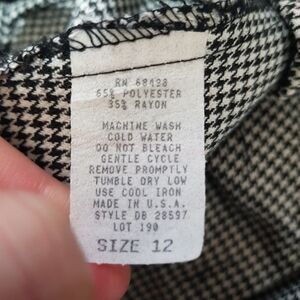 RN 68438
65% POLYESTER
35% RAYON
MACHINE WASH
COLD WATER
DO NOT BLEACH
GENTLE CYCLE
REMOVE PROMPTLY
TUMBLE DRY LOW
USE COOL IRON
MADE IN U.S.A.
STYLE DB 28597
LOT 190
SIZE 12